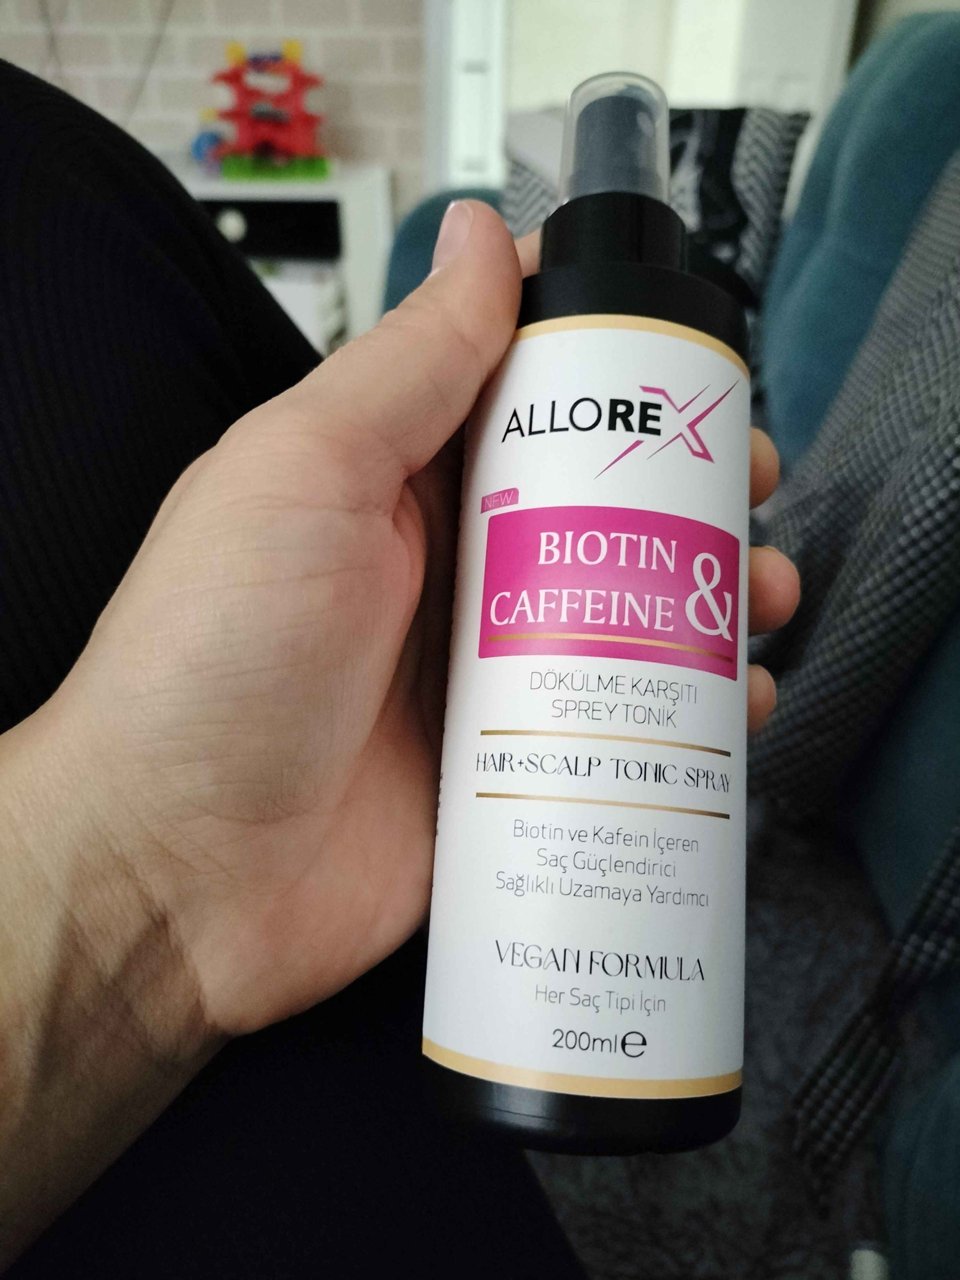 ALLOREX
NEW
BIOTIN &
CAFFEINE
DÖKÜLME KARŞITI
SPREY TONİK
HAIR+SCALP TONIC SPRAY
Biotin ve Kafein İçeren
Saç Güçlendirici
Sağlıklı Uzamaya Yardımcı
VEGAN FORMULA
Her Saç Tipi İçin
200ml℮